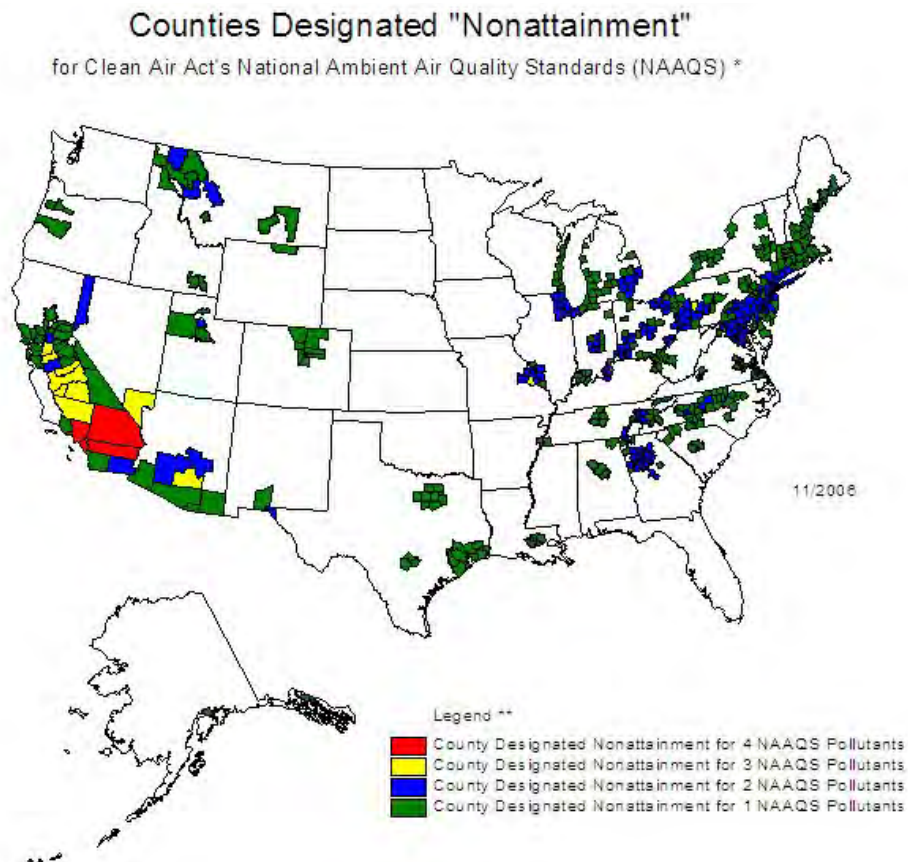 Counties Designated "Nonattainment"
for Clean Air Act's National Ambient Air Quality Standards (NAAQS) *
11/2006
Legend **
County Designated Nonattainment for 4 NAAQS Pollutants
County Designated Nonattainment for 3 NAAQS Pollutants
County Designated Nonattainment for 2 NAAQS Pollutants
County Designated Nonattainment for 1 NAAQS Pollutants